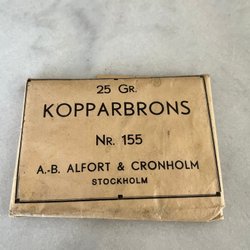 25 GR.
KOPPARBRONS
NR. 155
A.-B. ALFORT & CRONHOLM
STOCKHOLM